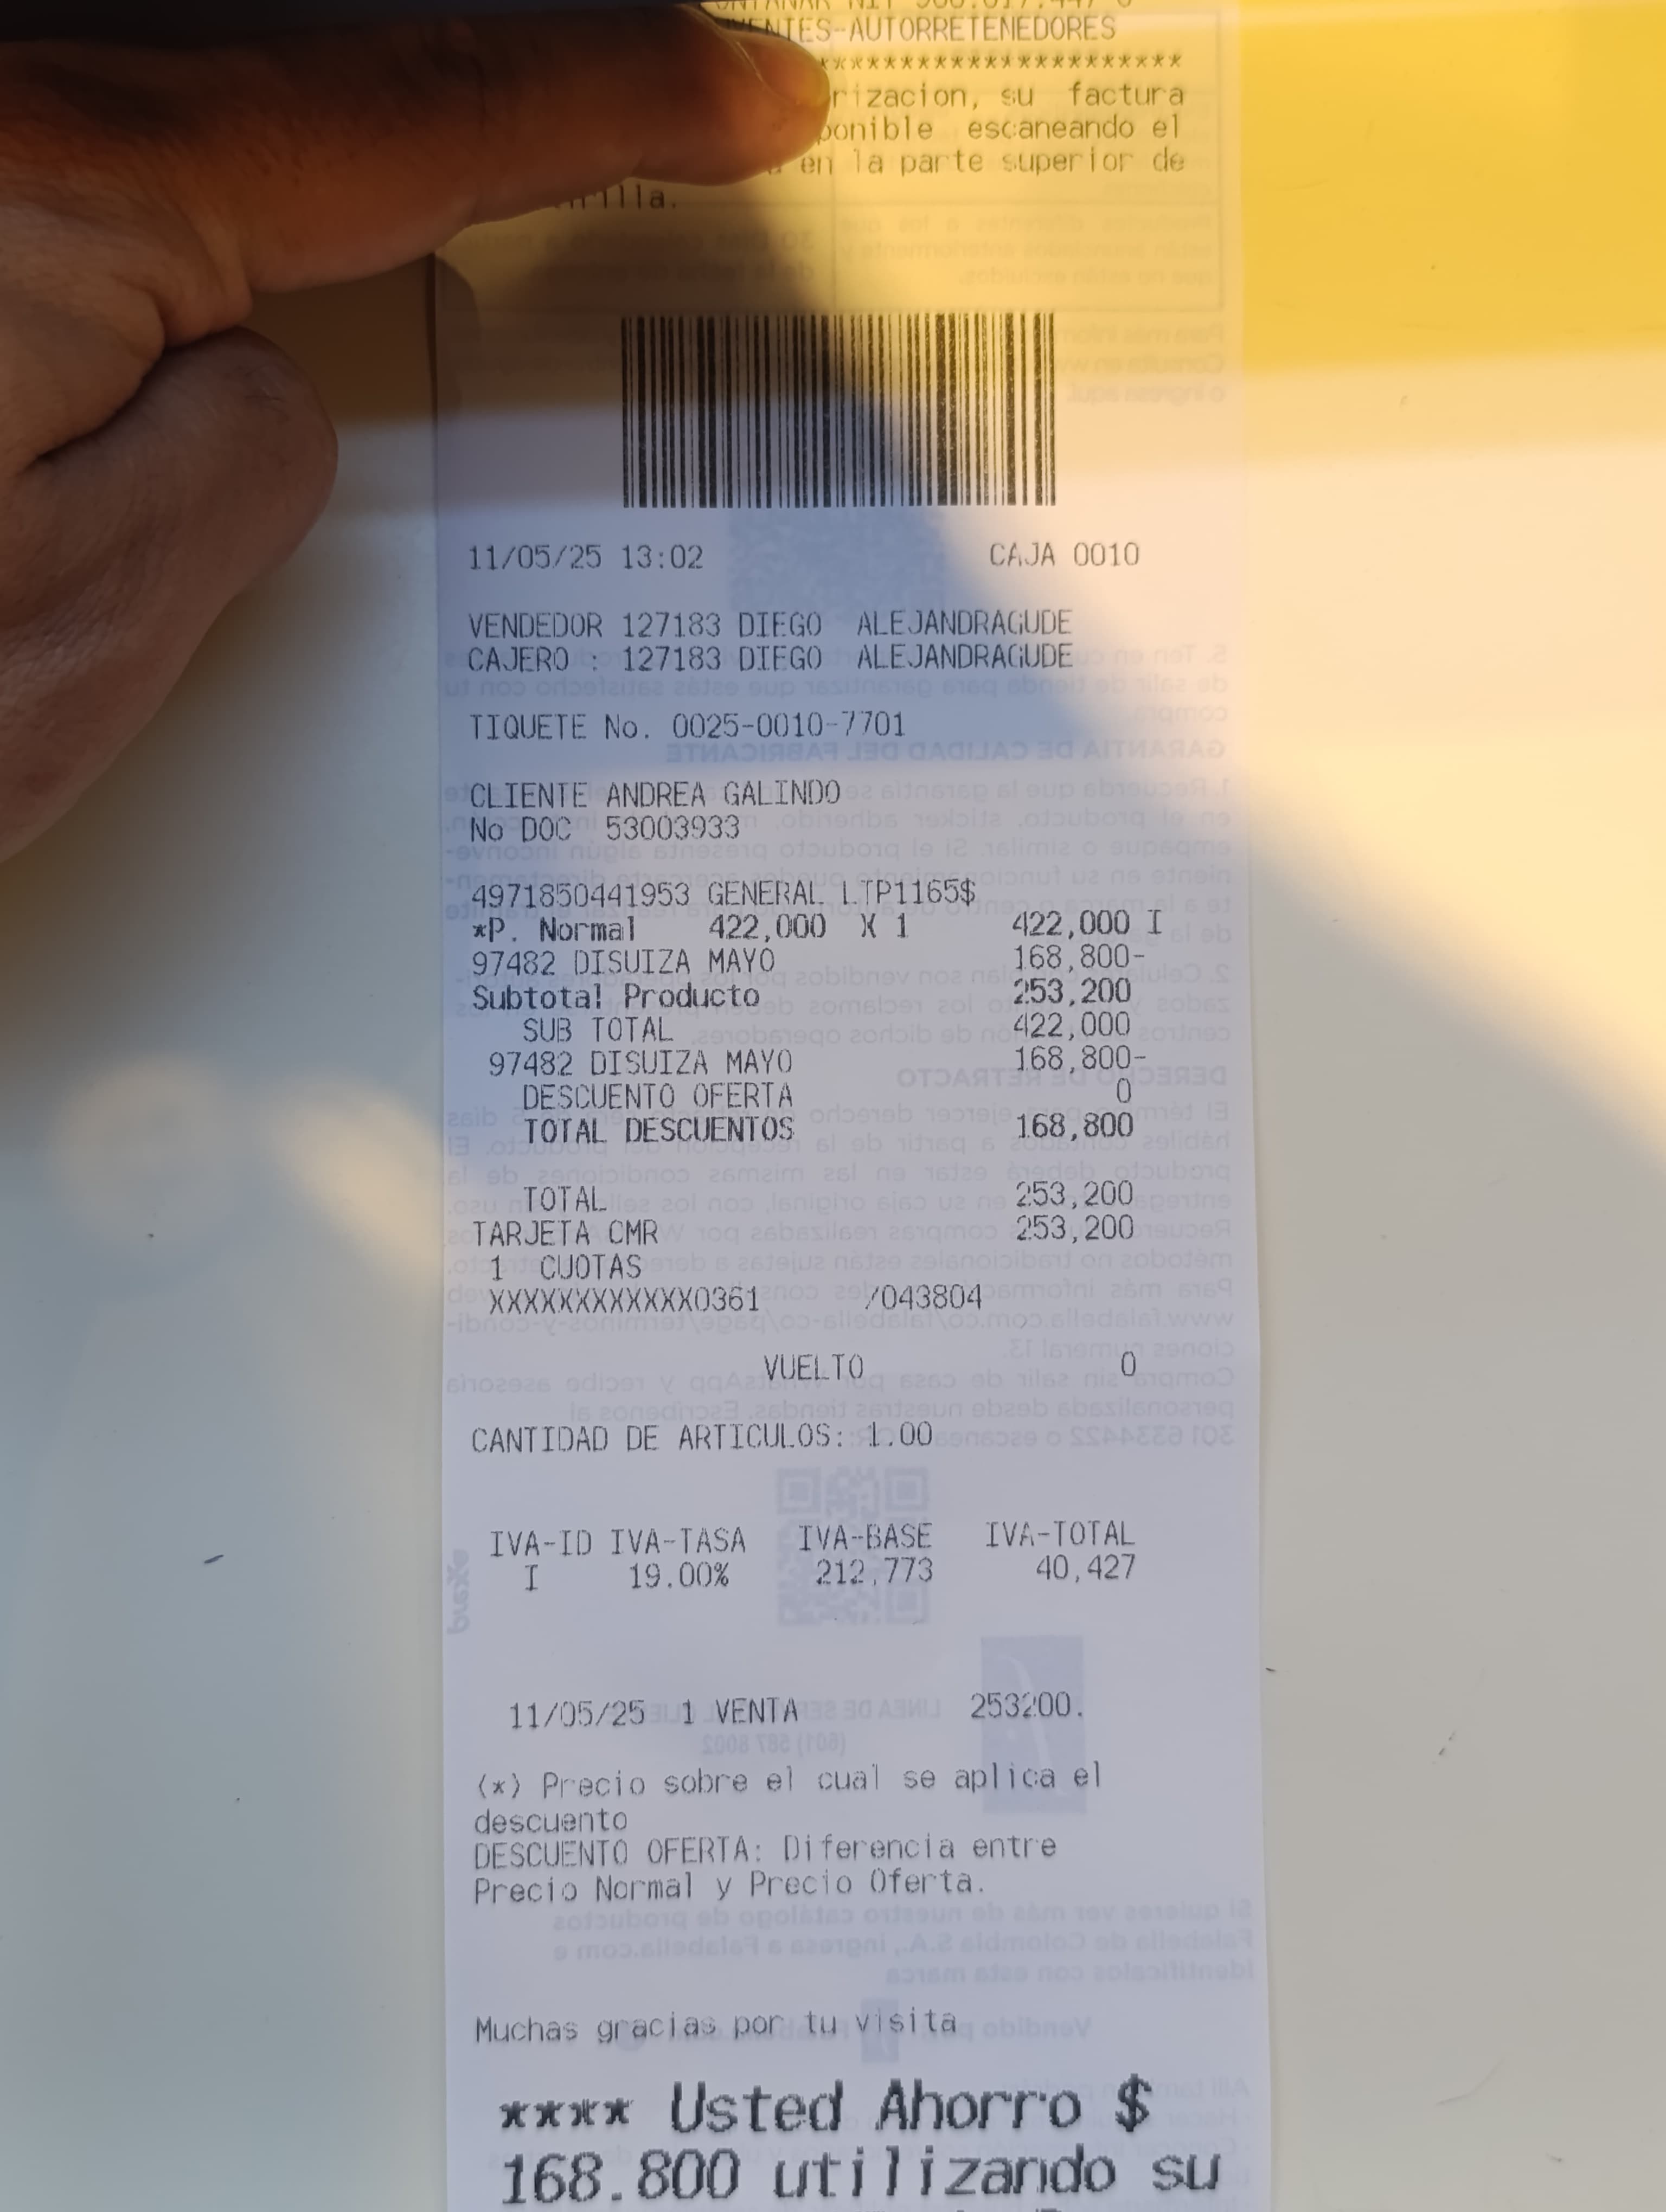 -AUTORRETENEDORES
*********************
su factura
escaneando el
en la parte superior de
11/05/25 13:02 CAJA 0010
VENDEDOR 127183 DIEGO ALEJANDRAGUDE
CAJERO : 127183 DIEGO ALEJANDRAGUDE
TIQUETE No. 0025-0010-7701
CLIENTE ANDREA GALINDO
No DOC 53003933
4971850441953 GENERAL LTP1165$
*P. Normal 422,000 X 1 422,000 I
97482 DISUIZA MAYO 168,800-
Subtotal Producto 253,200
SUB TOTAL 422,000
97482 DISUIZA MAYO 168,800-
DESCUENTO OFERTA 0
TOTAL DESCUENTOS 168,800
TOTAL 253,200
TARJETA CMR 253,200
1 CUOTAS
XXXXXXXXXXXX0361 /043804
VUELTO 0
CANTIDAD DE ARTICULOS: 1.00
IVA-ID IVA-TASA IVA-BASE IVA-TOTAL
I 19.00% 212,773 40,427
11/05/25 1 VENTA 253200.
(*) Precio sobre el cual se aplica el
descuento
DESCUENTO OFERTA: Diferencia entre
Precio Normal y Precio Oferta.
Muchas gracias por tu visita
**** Usted Ahorro $
168.800 utilizando su